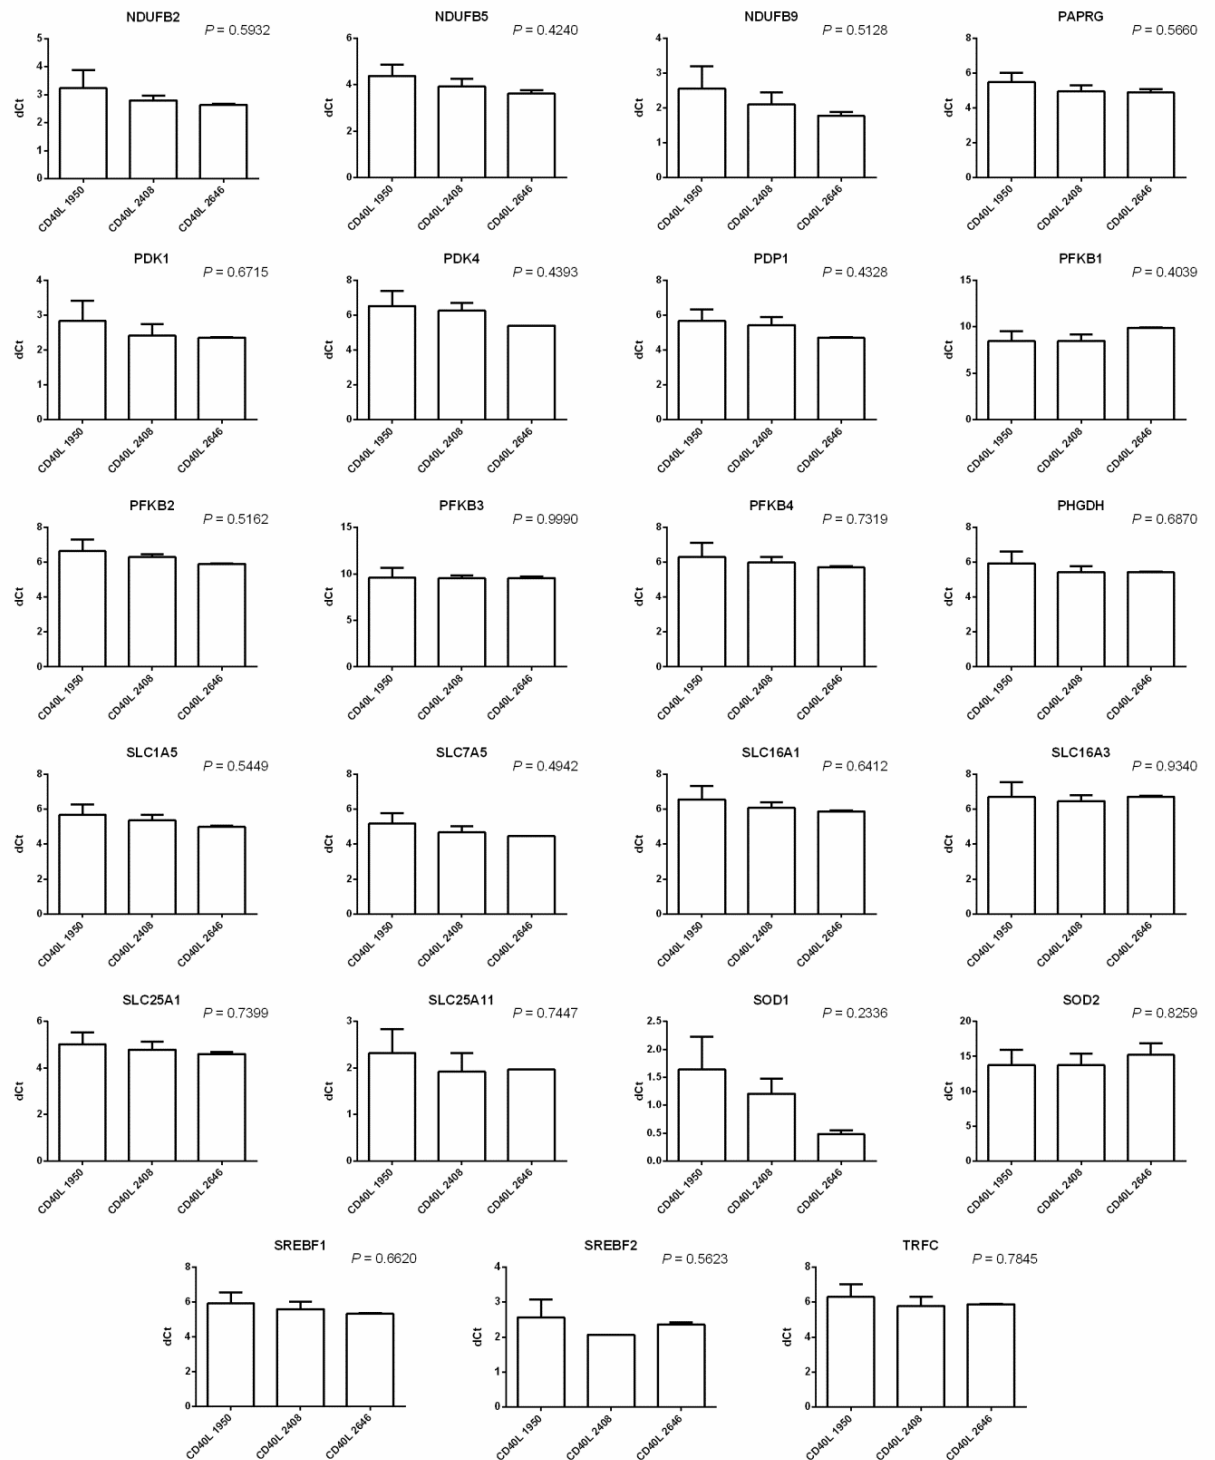 NDUFB2
P = 0.5932
5
4
3
2
1
0
dCt
CD40L 1950
CD40L 2408
CD40L 2646
NDUFB5
P = 0.4240
6
4
2
0
dCt
CD40L 1950
CD40L 2408
CD40L 2646
NDUFB9
P = 0.5128
4
3
2
1
0
dCt
CD40L 1950
CD40L 2408
CD40L 2646
PAPRG
P = 0.5660
8
6
4
2
0
dCt
CD40L 1950
CD40L 2408
CD40L 2646
PDK1
P = 0.6715
4
3
2
1
0
dCt
CD40L 1950
CD40L 2408
CD40L 2646
PDK4
P = 0.4393
8
6
4
2
0
dCt
CD40L 1950
CD40L 2408
CD40L 2646
PDP1
P = 0.4328
8
6
4
2
0
dCt
CD40L 1950
CD40L 2408
CD40L 2646
PFKB1
P = 0.4039
15
10
5
0
dCt
CD40L 1950
CD40L 2408
CD40L 2646
PFKB2
P = 0.5162
8
6
4
2
0
dCt
CD40L 1950
CD40L 2408
CD40L 2646
PFKB3
P = 0.9990
15
10
5
0
dCt
CD40L 1950
CD40L 2408
CD40L 2646
PFKB4
P = 0.7319
8
6
4
2
0
dCt
CD40L 1950
CD40L 2408
CD40L 2646
PHGDH
P = 0.6870
8
6
4
2
0
dCt
CD40L 1950
CD40L 2408
CD40L 2646
SLC1A5
P = 0.5449
8
6
4
2
0
dCt
CD40L 1950
CD40L 2408
CD40L 2646
SLC7A5
P = 0.4942
8
6
4
2
0
dCt
CD40L 1950
CD40L 2408
CD40L 2646
SLC16A1
P = 0.6412
8
6
4
2
0
dCt
CD40L 1950
CD40L 2408
CD40L 2646
SLC16A3
P = 0.9340
8
6
4
2
0
dCt
CD40L 1950
CD40L 2408
CD40L 2646
SLC25A1
P = 0.7399
6
4
2
0
dCt
CD40L 1950
CD40L 2408
CD40L 2646
SLC25A11
P = 0.7447
3
2
1
0
dCt
CD40L 1950
CD40L 2408
CD40L 2646
SOD1
P = 0.2336
2.5
2.0
1.5
1.0
0.5
0.0
dCt
CD40L 1950
CD40L 2408
CD40L 2646
SOD2
P = 0.8259
20
15
10
5
0
dCt
CD40L 1950
CD40L 2408
CD40L 2646
SREBF1
P = 0.6620
8
6
4
2
0
dCt
CD40L 1950
CD40L 2408
CD40L 2646
SREBF2
P = 0.5623
4
3
2
1
0
dCt
CD40L 1950
CD40L 2408
CD40L 2646
TRFC
P = 0.7845
8
6
4
2
0
dCt
CD40L 1950
CD40L 2408
CD40L 2646